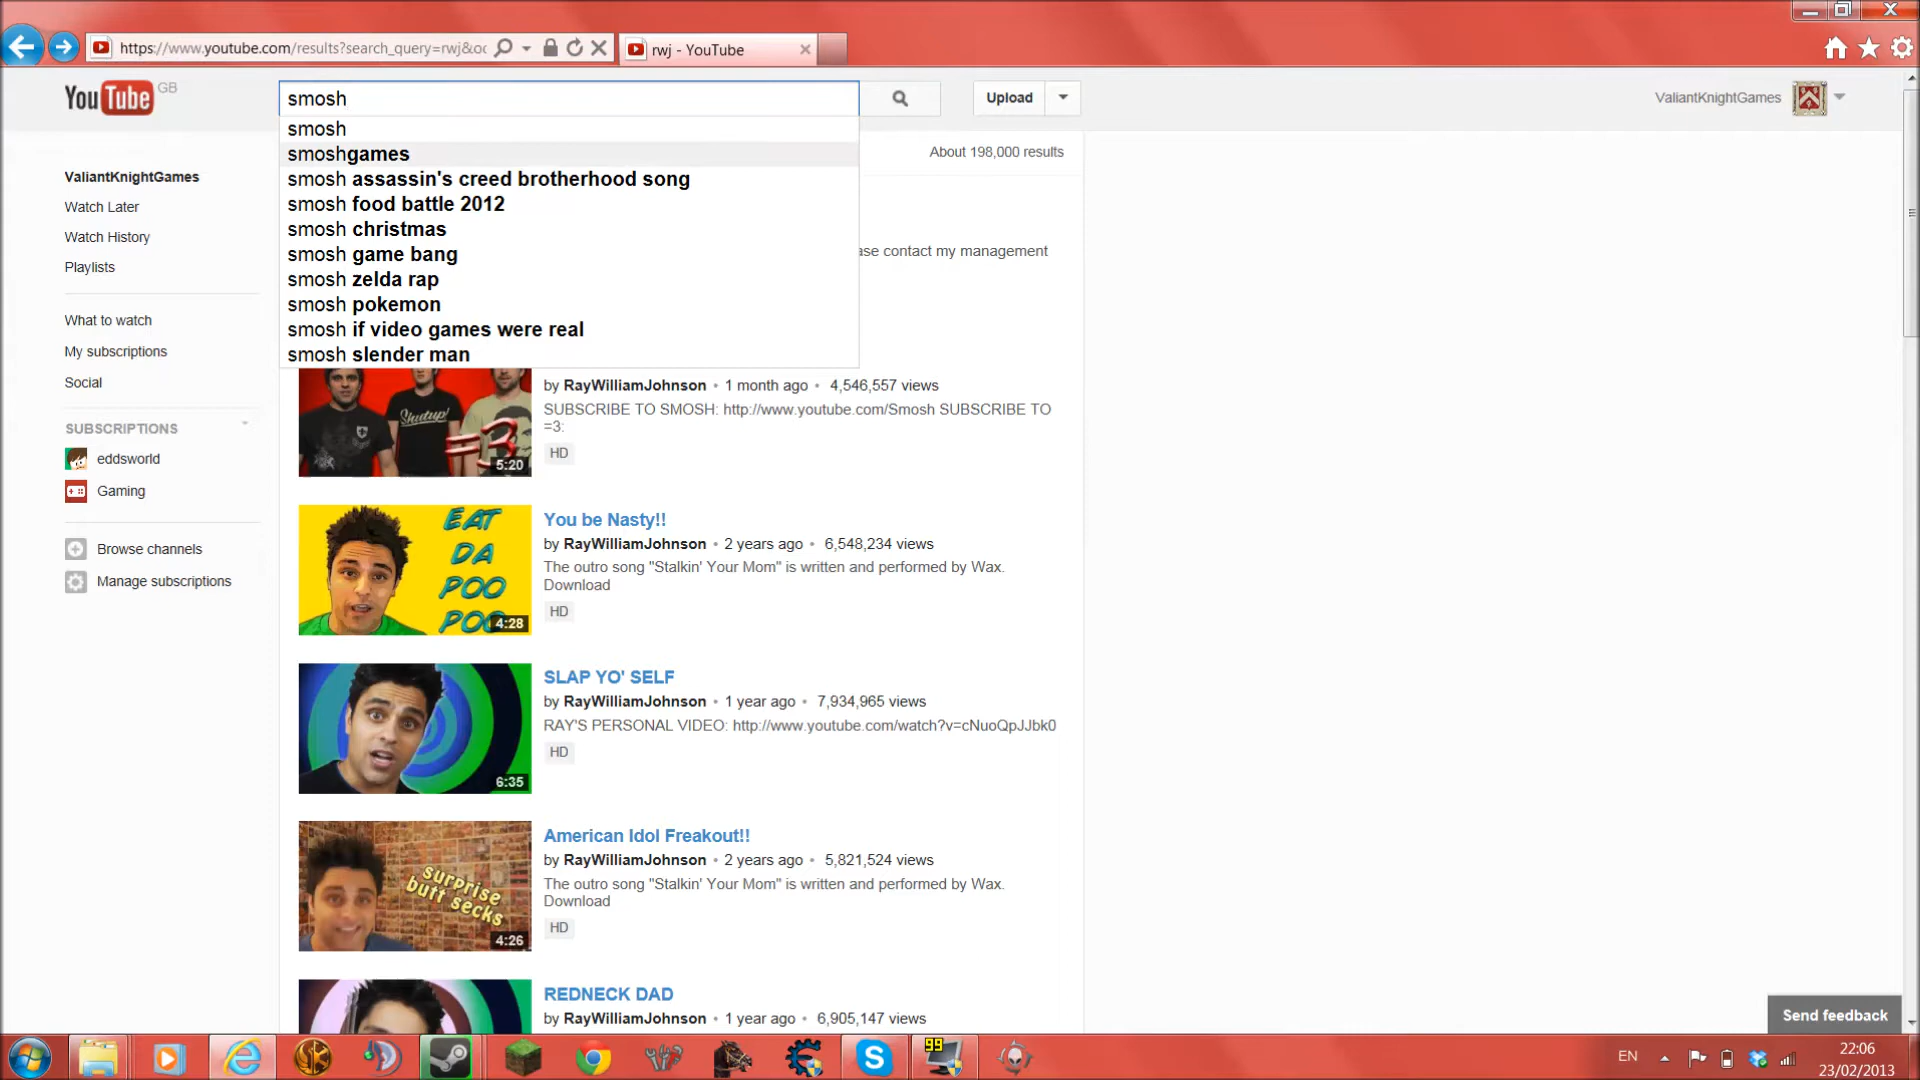 https://www.youtube.com/results?search_query=rwj&oc
rwj - YouTube
YouTube GB
smosh
Upload
ValiantKnightGames
smosh
smoshgames
smosh assassin's creed brotherhood song
smosh food battle 2012
smosh christmas
smosh game bang
smosh zelda rap
smosh pokemon
smosh if video games were real
smosh slender man
About 198,000 results
ase contact my management
ValiantKnightGames
Watch Later
Watch History
Playlists
What to watch
My subscriptions
Social
SUBSCRIPTIONS
eddsworld
Gaming
Browse channels
Manage subscriptions
by RayWilliamJohnson • 1 month ago • 4,546,557 views
SUBSCRIBE TO SMOSH: http://www.youtube.com/Smosh SUBSCRIBE TO
=3:
HD
Shutup!
=3
5:20
You be Nasty!!
by RayWilliamJohnson • 2 years ago • 6,548,234 views
The outro song "Stalkin' Your Mom" is written and performed by Wax.
Download
HD
EAT
DA
POO
POO
4:28
SLAP YO' SELF
by RayWilliamJohnson • 1 year ago • 7,934,965 views
RAY'S PERSONAL VIDEO: http://www.youtube.com/watch?v=cNuoQpJJbk0
HD
6:35
American Idol Freakout!!
by RayWilliamJohnson • 2 years ago • 5,821,524 views
The outro song "Stalkin' Your Mom" is written and performed by Wax.
Download
HD
surprise
butt secks
4:26
REDNECK DAD
by RayWilliamJohnson • 1 year ago • 6,905,147 views
Send feedback
99
EN
22:06
23/02/2013